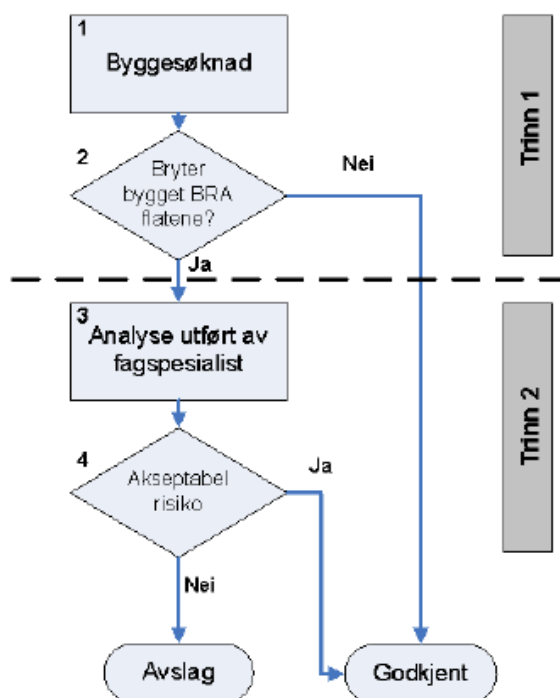 1
Byggesøknad
2
Bryter
bygget BRA
flatene?
Nei
Ja
Trinn 1
3
Analyse utført av
fagspesialist
4
Akseptabel
risiko
Ja
Nei
Trinn 2
Avslag
Godkjent